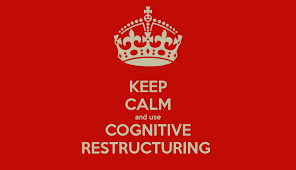 KEEP
CALM
and use
COGNITIVE
RESTRUCTURING